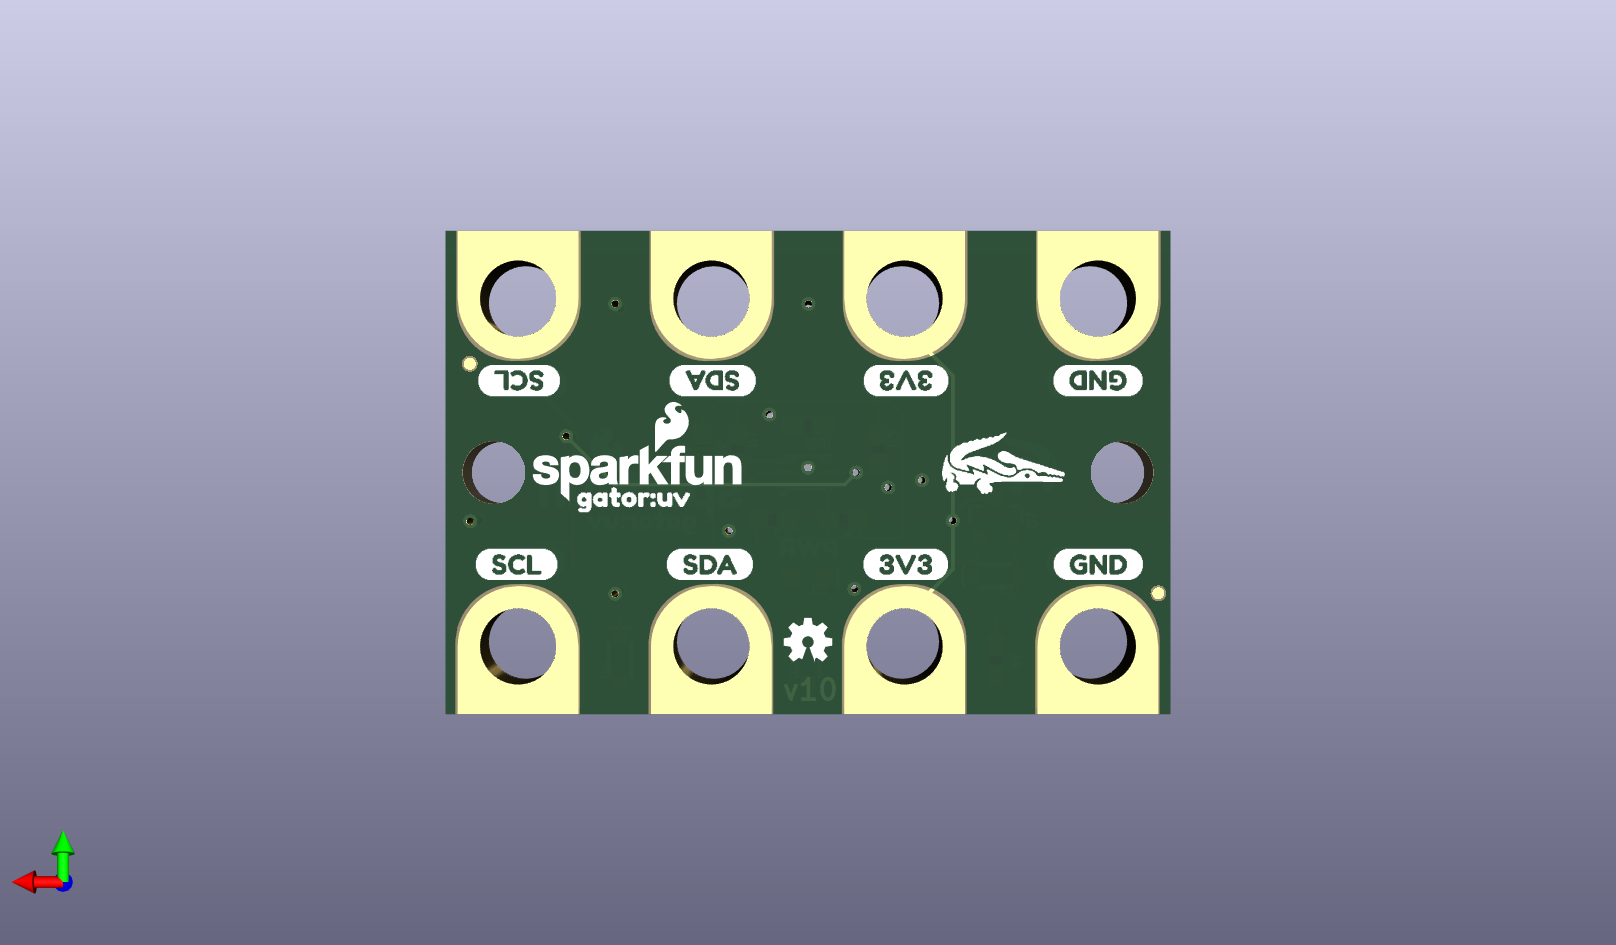 SCL SDA 3V3 GND
sparkfun
gator:uv
SCL SDA 3V3 GND
v10